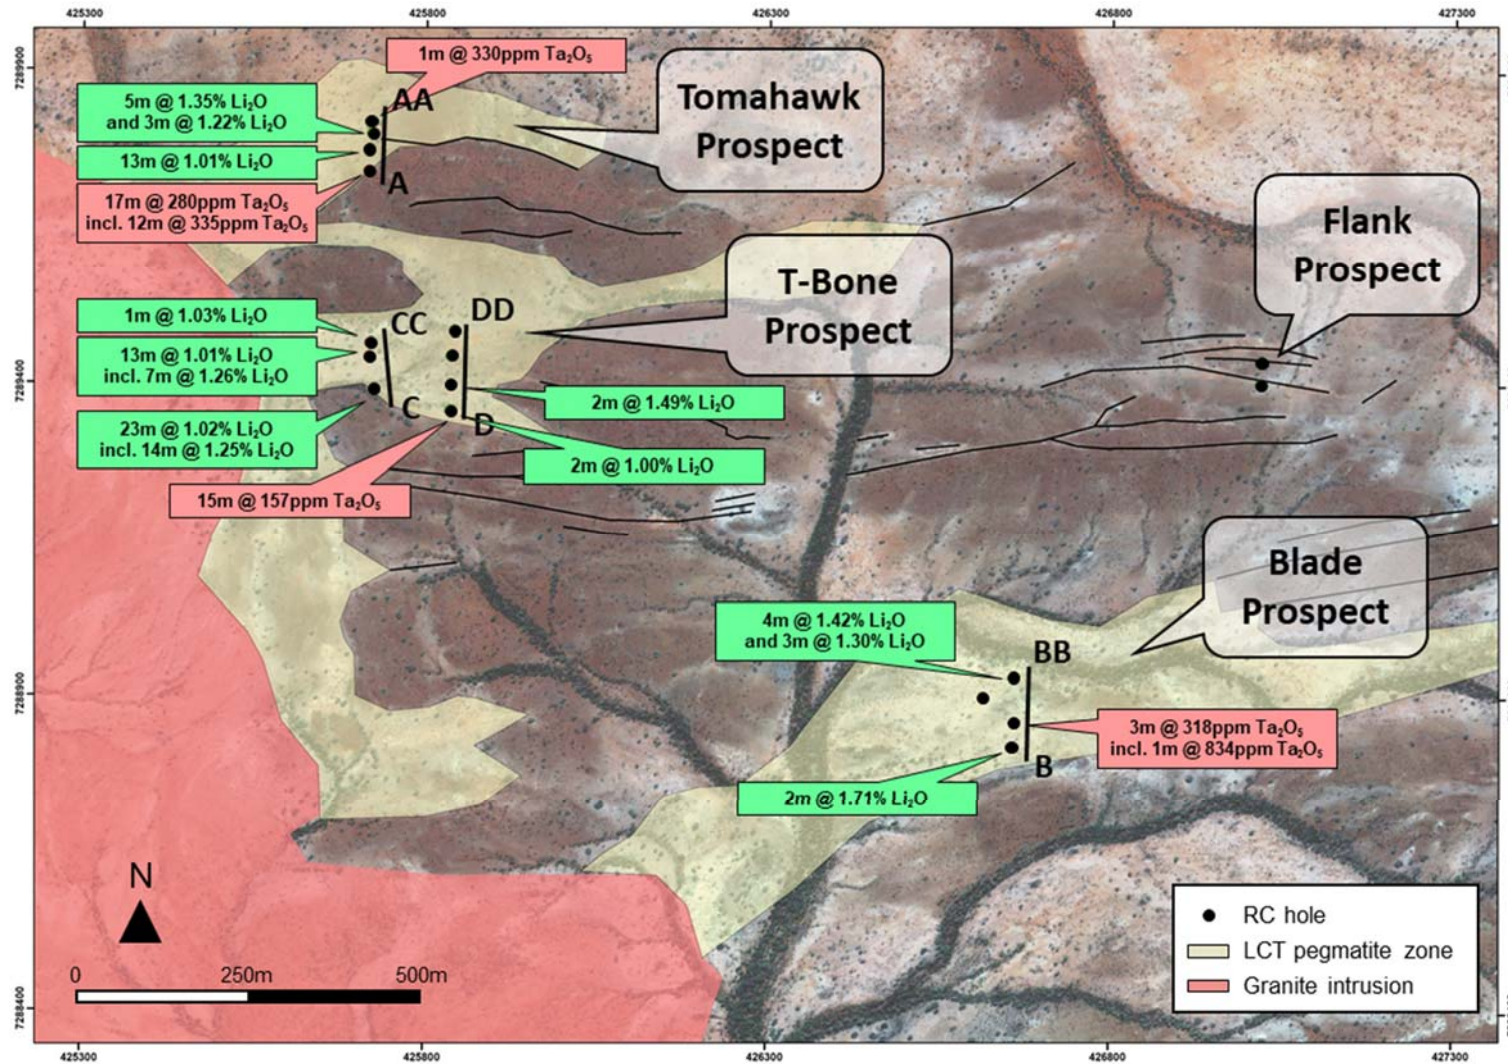 425300
425800
426300
426800
427300
7289900
7289400
7288900
7288400
1m @ 330ppm Ta₂O₅
AA
5m @ 1.35% Li₂O
and 3m @ 1.22% Li₂O
13m @ 1.01% Li₂O
A
17m @ 280ppm Ta₂O₅
incl. 12m @ 335ppm Ta₂O₅
Tomahawk
Prospect
Flank
Prospect
T-Bone
Prospect
1m @ 1.03% Li₂O
CC
DD
13m @ 1.01% Li₂O
incl. 7m @ 1.26% Li₂O
C
D
2m @ 1.49% Li₂O
23m @ 1.02% Li₂O
incl. 14m @ 1.25% Li₂O
2m @ 1.00% Li₂O
15m @ 157ppm Ta₂O₅
Blade
Prospect
4m @ 1.42% Li₂O
and 3m @ 1.30% Li₂O
BB
3m @ 318ppm Ta₂O₅
incl. 1m @ 834ppm Ta₂O₅
B
2m @ 1.71% Li₂O
N
0
250m
500m
RC hole
LCT pegmatite zone
Granite intrusion
425300
425800
426300
426800
427300